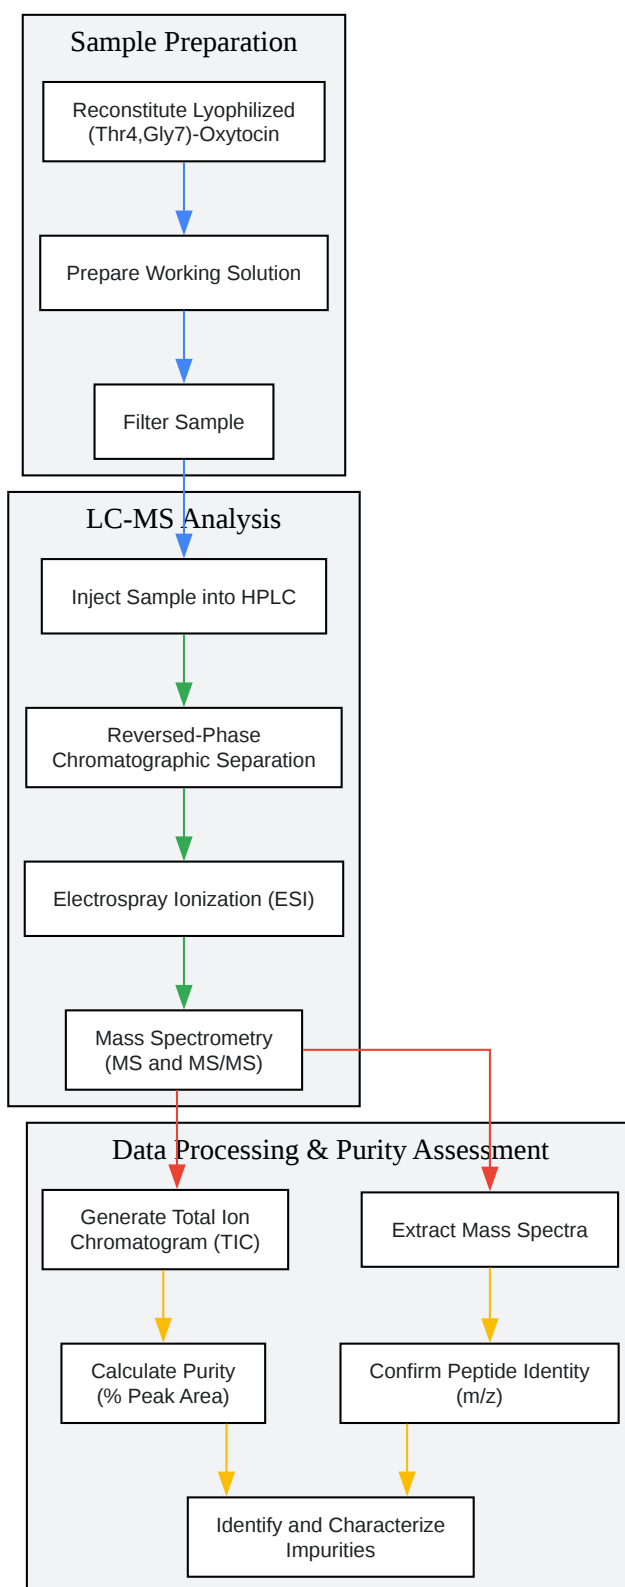 Sample Preparation
Reconstitute Lyophilized
(Thr4,Gly7)-Oxytocin
Prepare Working Solution
Filter Sample
LC-MS Analysis
Inject Sample into HPLC
Reversed-Phase
Chromatographic Separation
Electrospray Ionization (ESI)
Mass Spectrometry
(MS and MS/MS)
Data Processing & Purity Assessment
Generate Total Ion
Chromatogram (TIC)
Extract Mass Spectra
Calculate Purity
(% Peak Area)
Confirm Peptide Identity
(m/z)
Identify and Characterize
Impurities